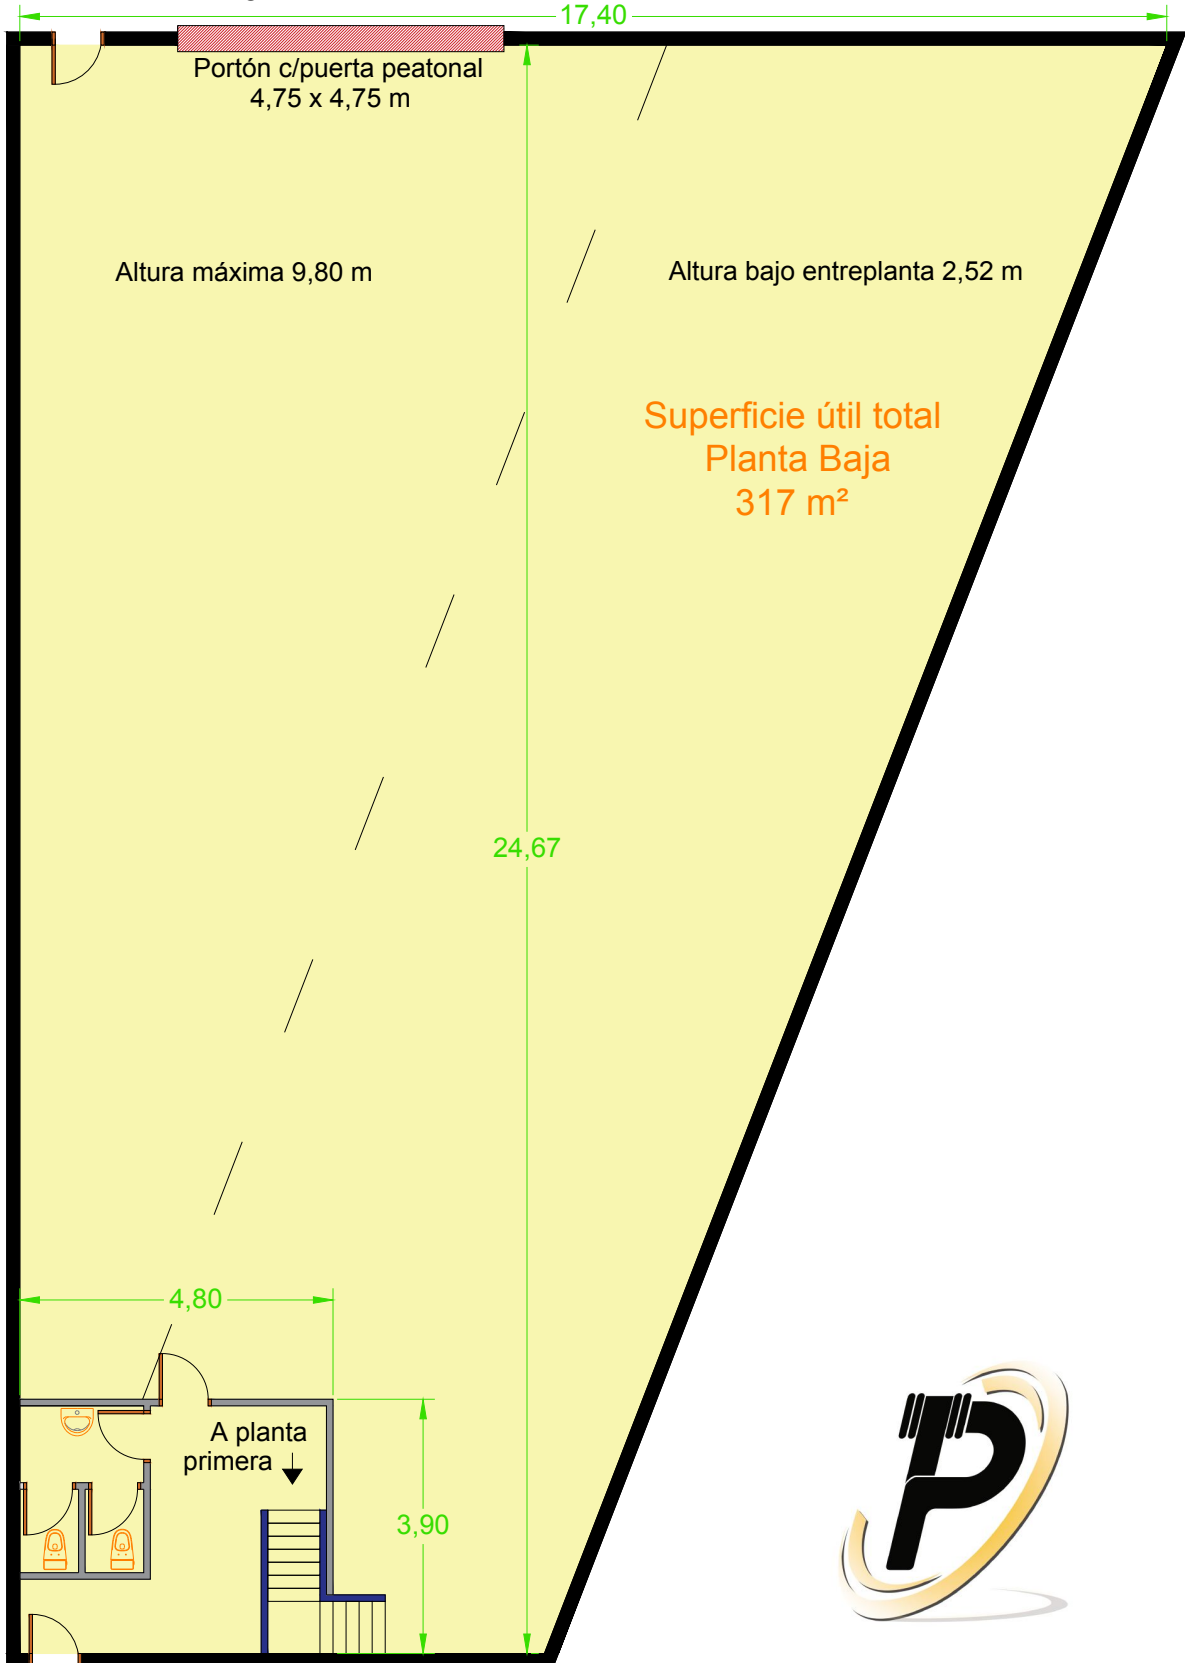 17,40
Portón c/puerta peatonal
4,75 x 4,75 m
Altura máxima 9,80 m
Altura bajo entreplanta 2,52 m
Superficie útil total
Planta Baja
317 m²
24,67
4,80
A planta
primera
3,90
P